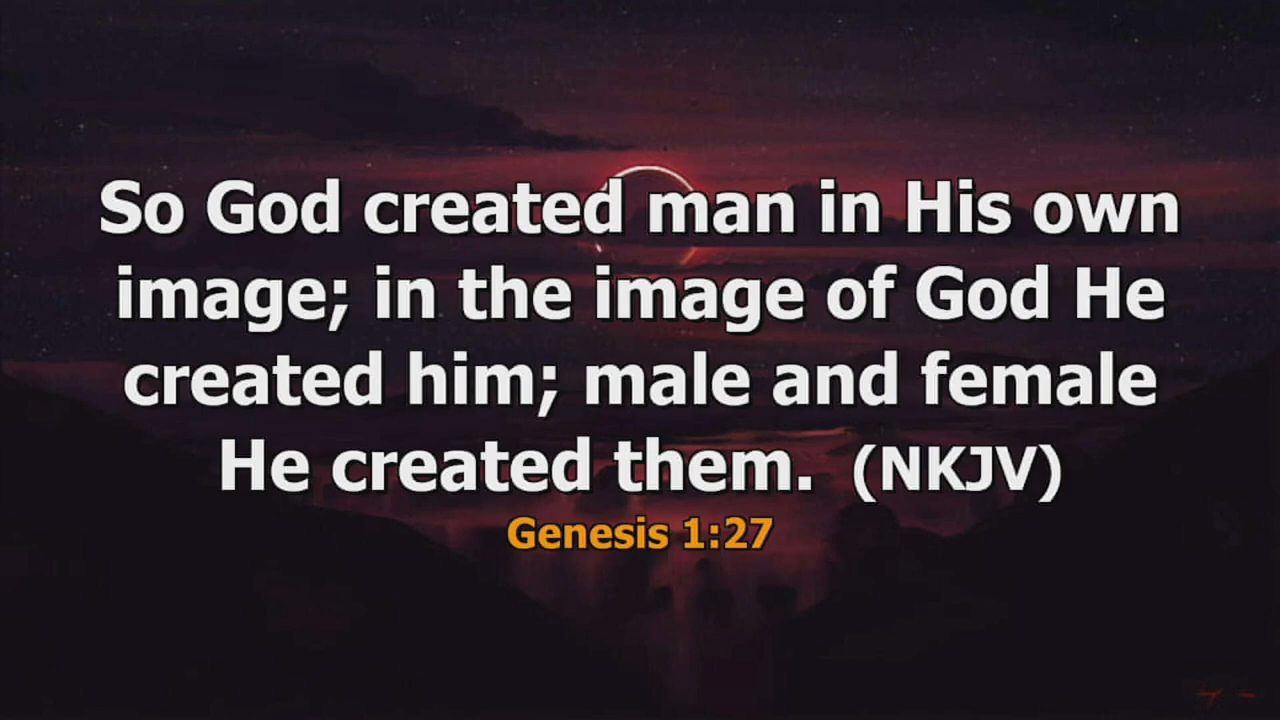 So God created man in His own
image; in the image of God He
created him; male and female
He created them. (NKJV)
Genesis 1:27